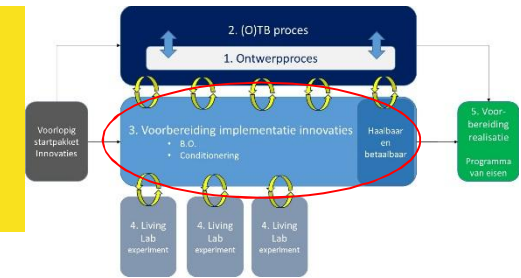 2. (O)TB proces
1. Ontwerpproces
Voorlopig
startpakket
Innovaties
3. Voorbereiding implementatie innovaties
• B.O.
• Conditionering
Haalbaar
en
betaalbaar
5. Voor-
bereiding
realisatie
Programma
van eisen
4. Living
Lab
experiment
4. Living
Lab
experiment
4. Living
Lab
experiment